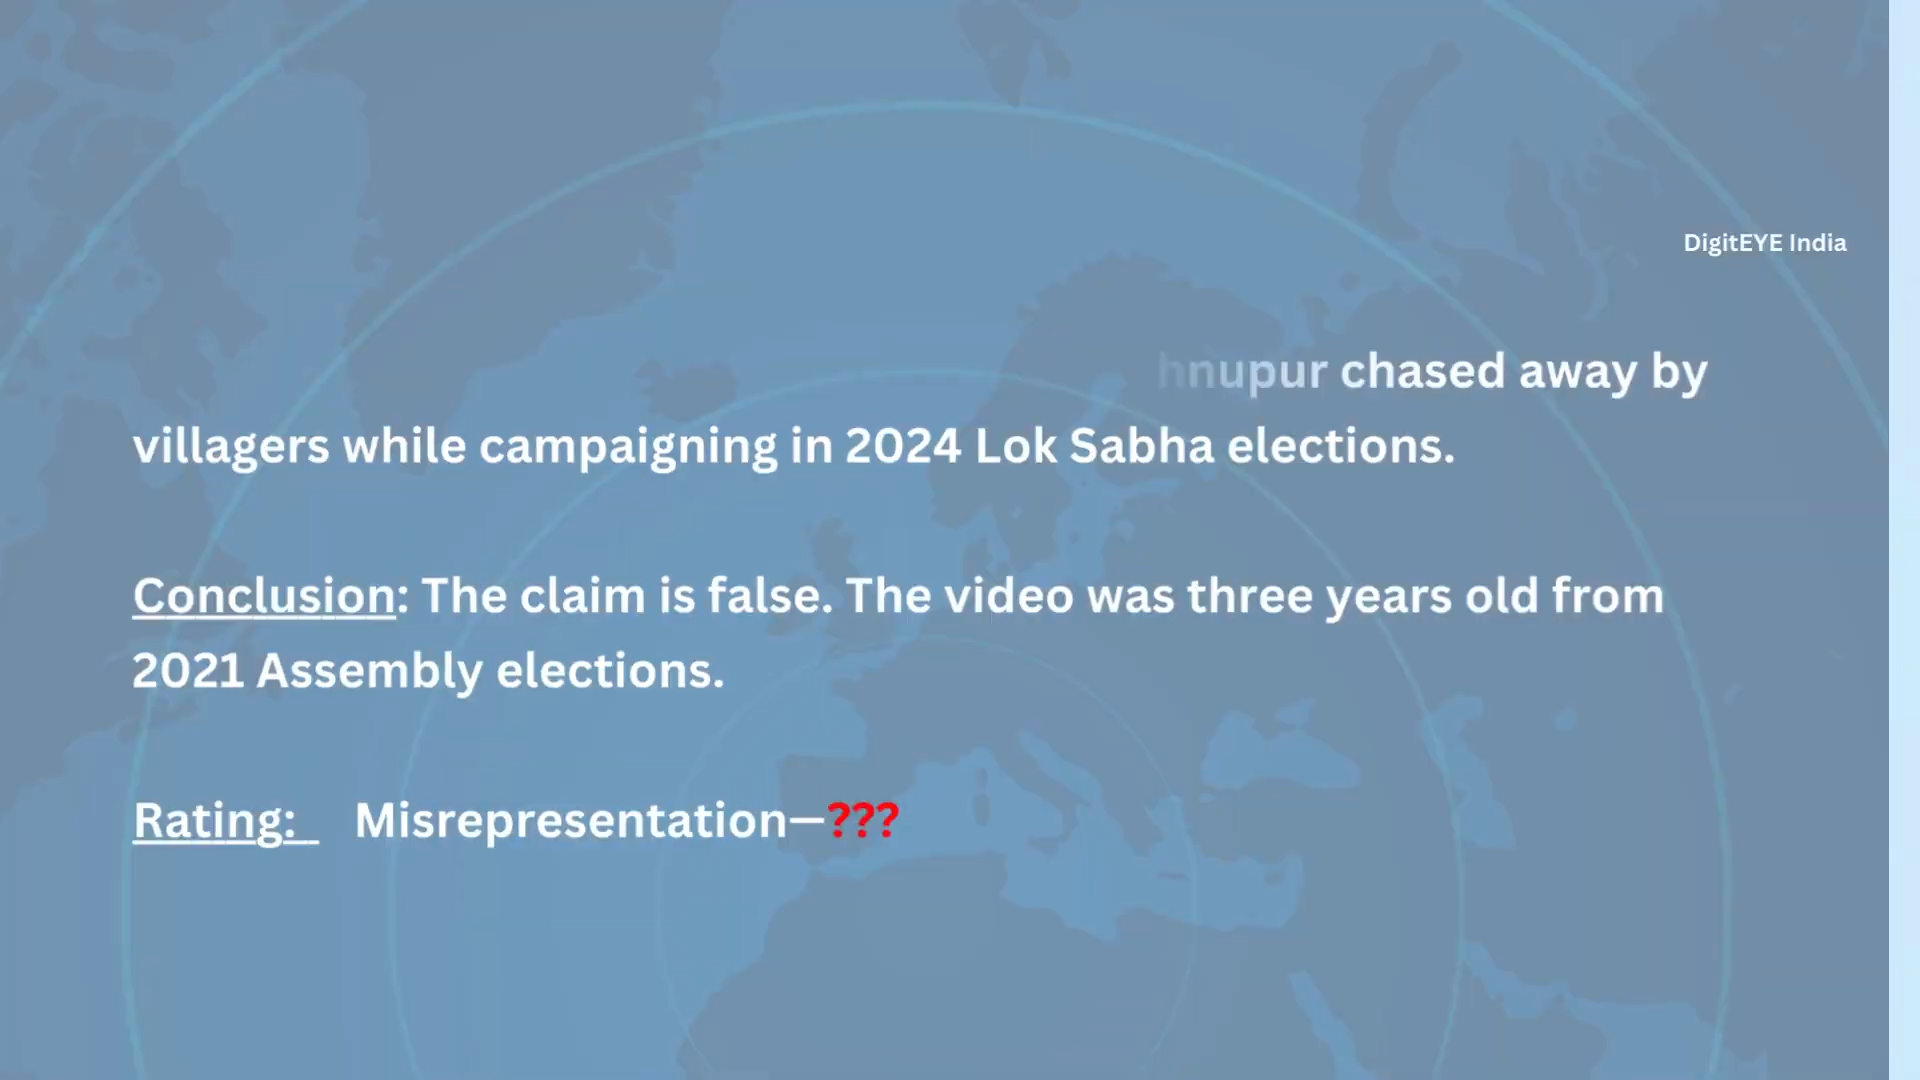 DigitEYE India
hnupur chased away by
villagers while campaigning in 2024 Lok Sabha elections.
Conclusion: The claim is false. The video was three years old from
2021 Assembly elections.
Rating: Misrepresentation—???